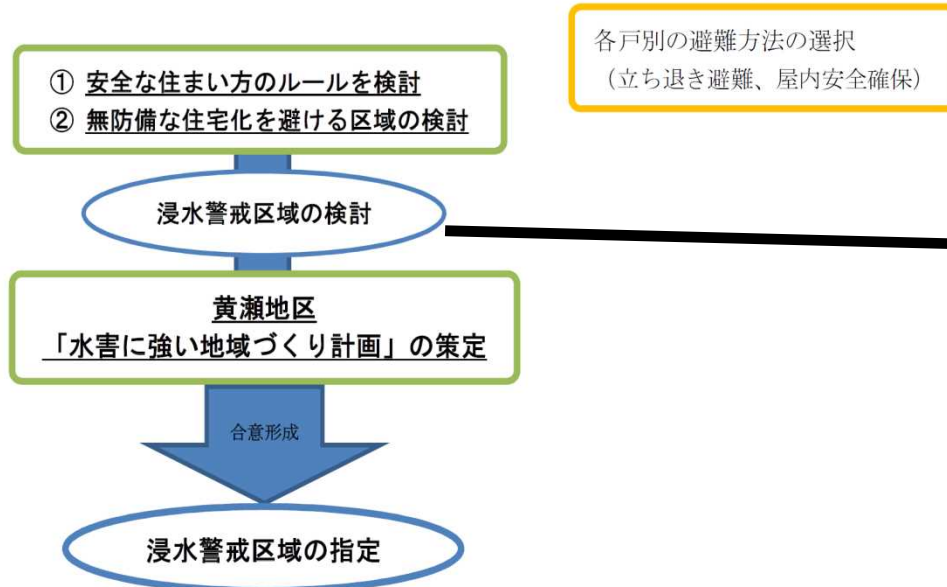 各戸別の避難方法の選択
（立ち退き避難、屋内安全確保）
① 安全な住まい方のルールを検討
② 無防備な住宅化を避ける区域の検討
浸水警戒区域の検討
黄瀬地区
「水害に強い地域づくり計画」の策定
合意形成
浸水警戒区域の指定